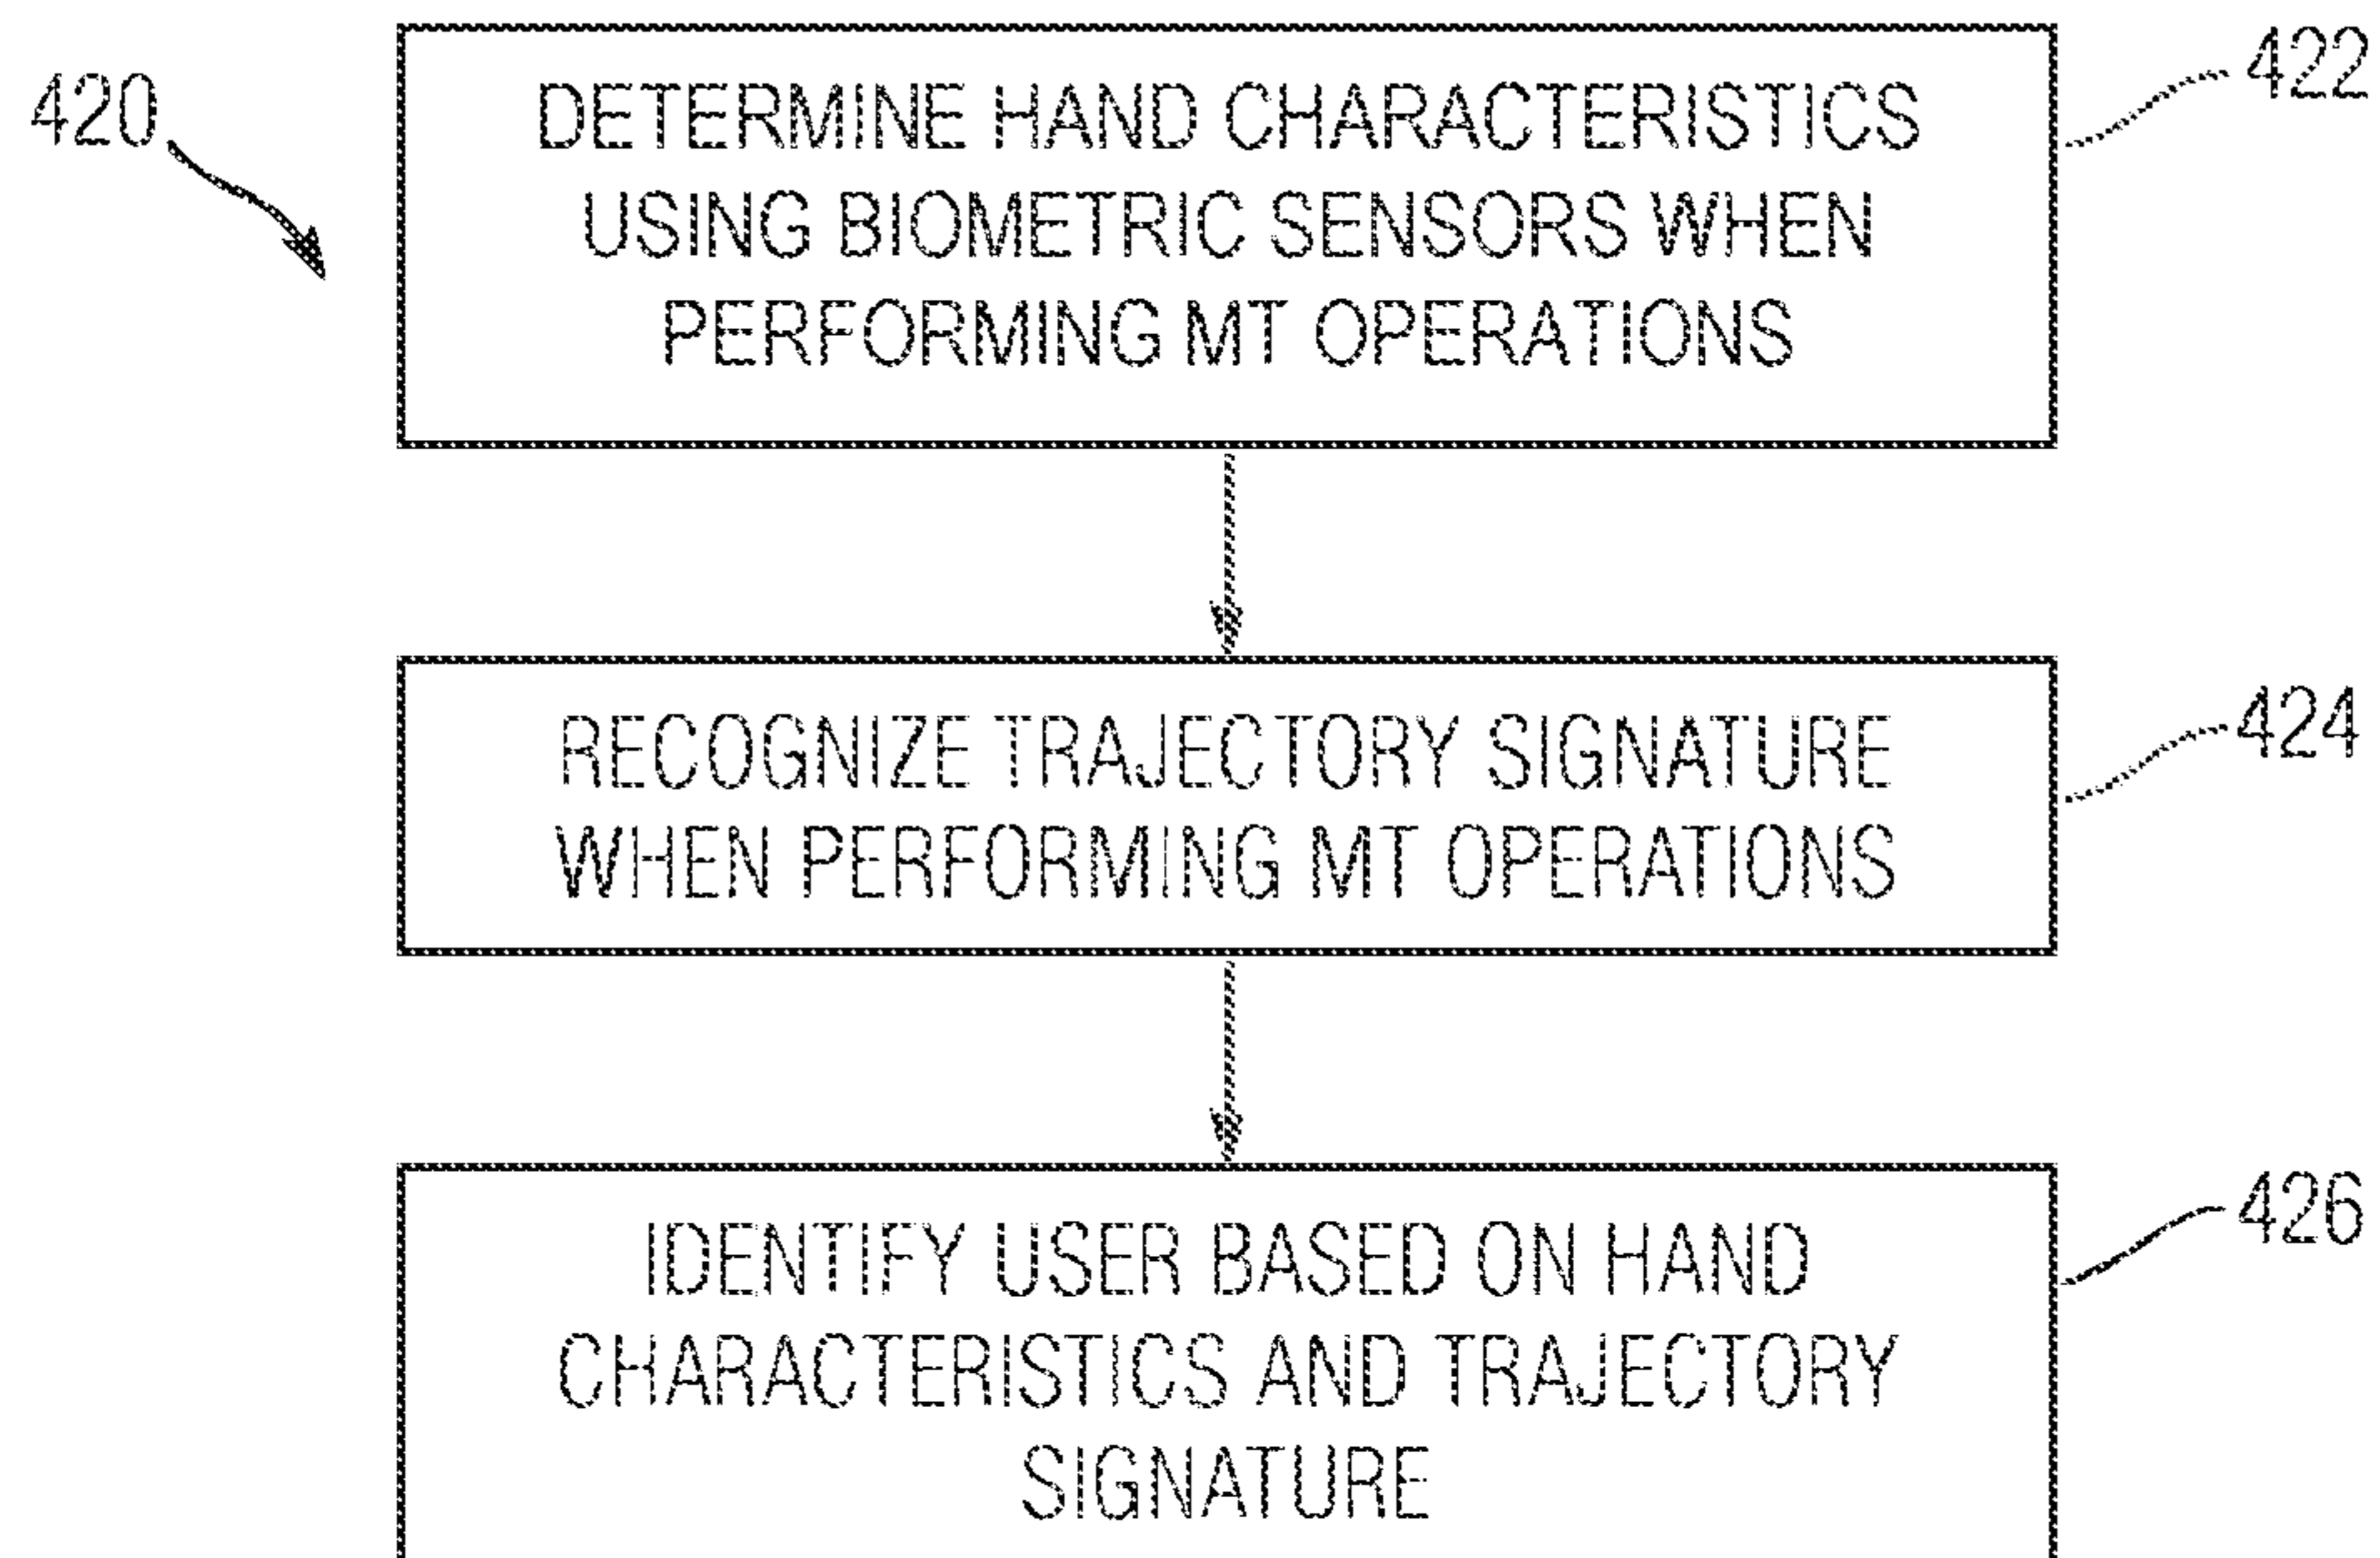 420
DETERMINE HAND CHARACTERISTICS
USING BIOMETRIC SENSORS WHEN
PERFORMING MT OPERATIONS
422
RECOGNIZE TRAJECTORY SIGNATURE
WHEN PERFORMING MT OPERATIONS
424
IDENTIFY USER BASED ON HAND
CHARACTERISTICS AND TRAJECTORY
SIGNATURE
426